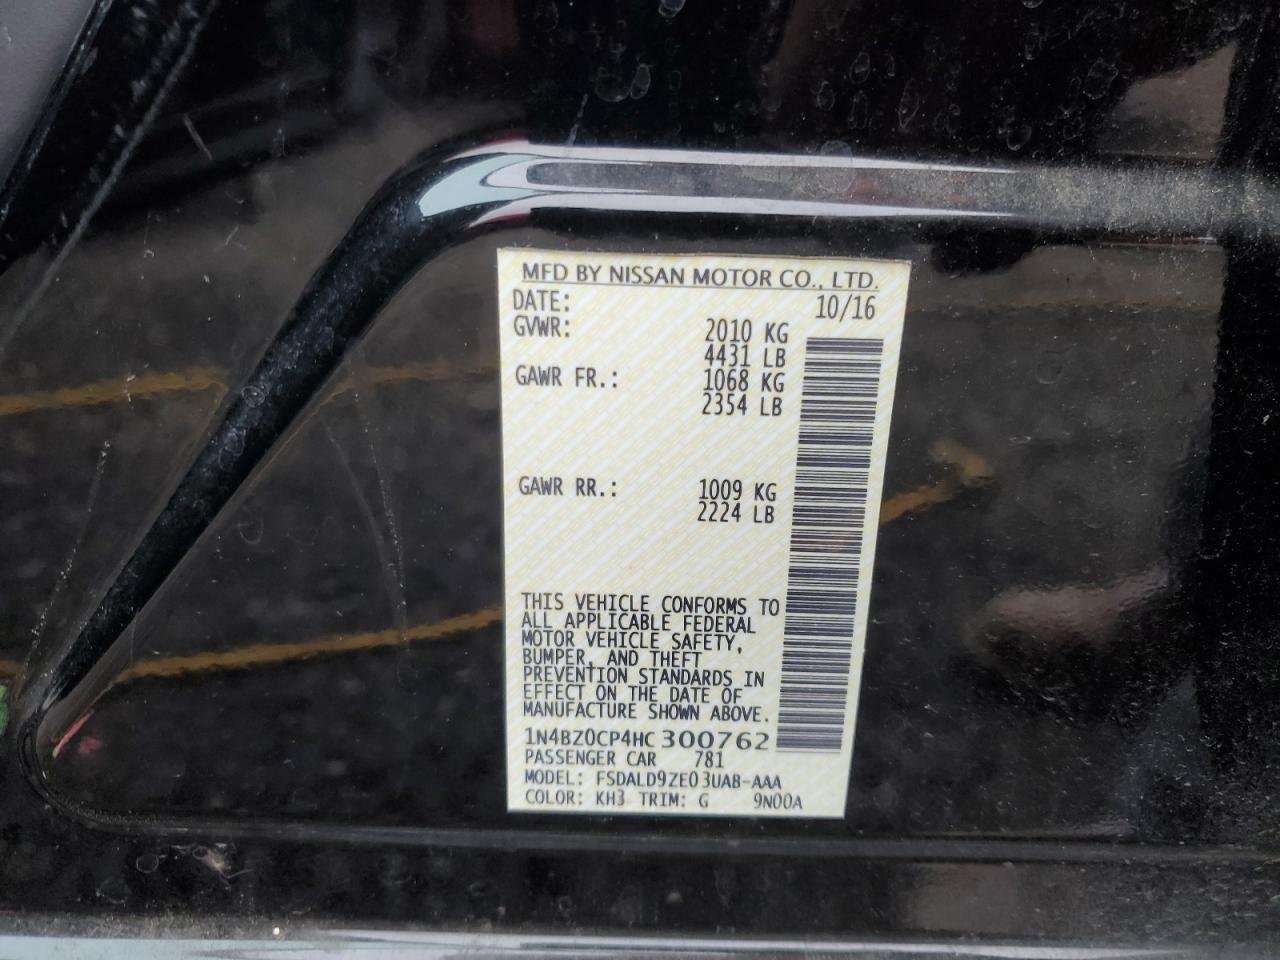 MFD BY NISSAN MOTOR CO., LTD.
DATE: 10/16
GVWR: 2010 KG
4431 LB
GAWR FR.: 1068 KG
2354 LB
GAWR RR.: 1009 KG
2224 LB
THIS VEHICLE CONFORMS TO
ALL APPLICABLE FEDERAL
MOTOR VEHICLE SAFETY,
BUMPER, AND THEFT
PREVENTION STANDARDS IN
EFFECT ON THE DATE OF
MANUFACTURE SHOWN ABOVE.
1N4BZ0CP4HC300762
PASSENGER CAR 781
MODEL: FSDALD9ZE03UAB-AAA
COLOR: KH3 TRIM: G 9N00A